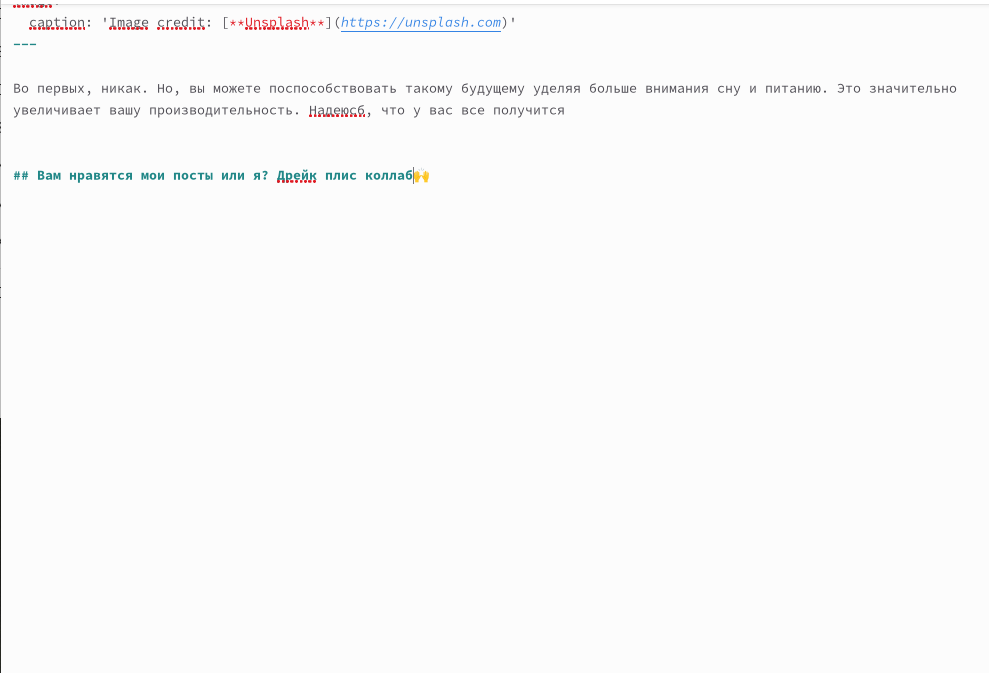 caption: 'Image credit: [**Unsplash**](https://unsplash.com)'
---
Во первых, никак. Но, вы можете поспособствовать такому будущему уделяя больше внимания сну и питанию. Это значительно
увеличивает вашу производительность. Надеюсб, что у вас все получится
## Вам нравятся мои посты или я? Дрейк плис коллаб🙌